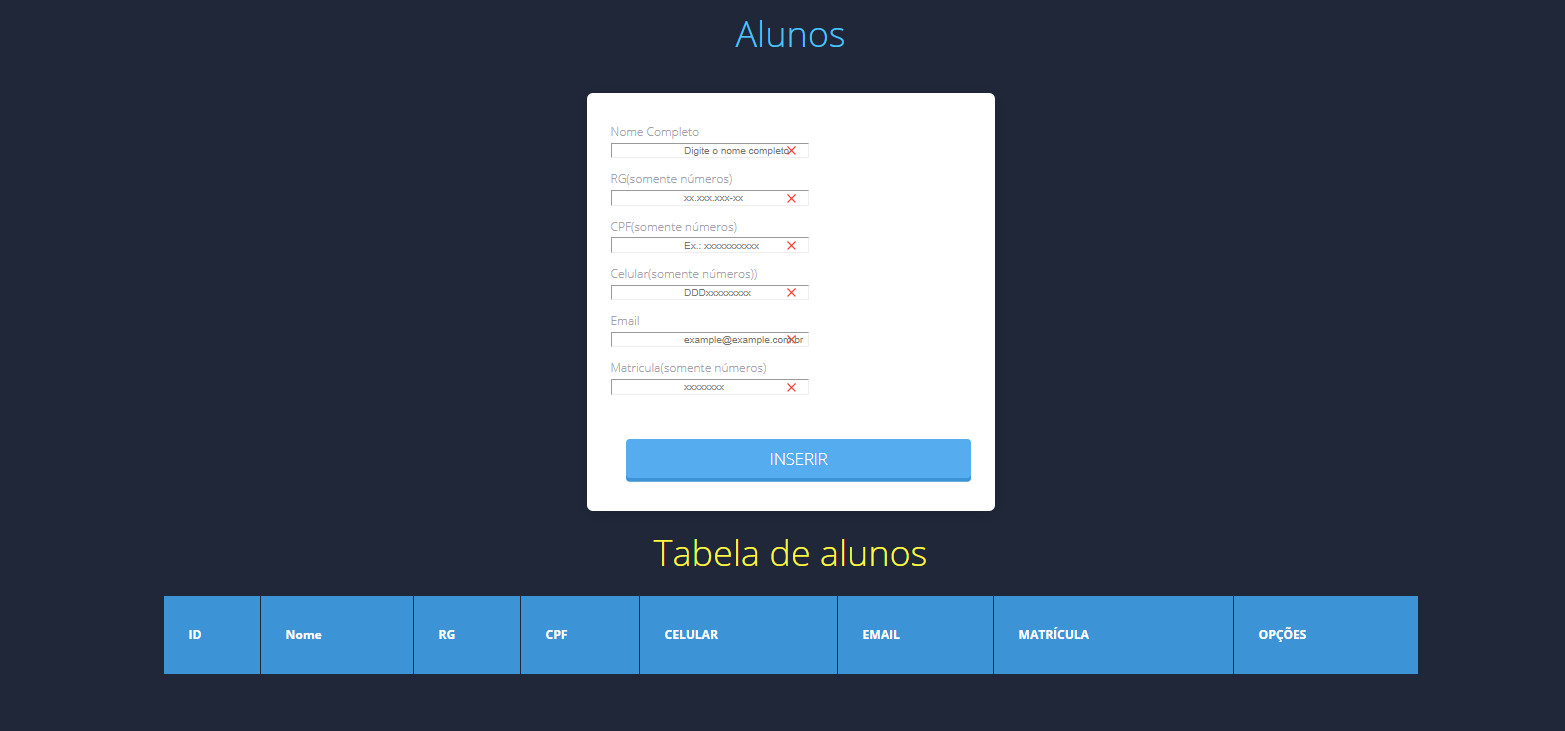 Alunos
Nome Completo
Digite o nome completo
RG(somente números)
xx.xxx.xxx-xx
CPF(somente números)
Ex.: xxxxxxxxxxx
Celular(somente números))
DDDxxxxxxxxx
Email
example@example.com.br
Matricula(somente números)
xxxxxxxx
INSERIR
Tabela de alunos
ID Nome RG CPF CELULAR EMAIL MATRÍCULA OPÇÕES